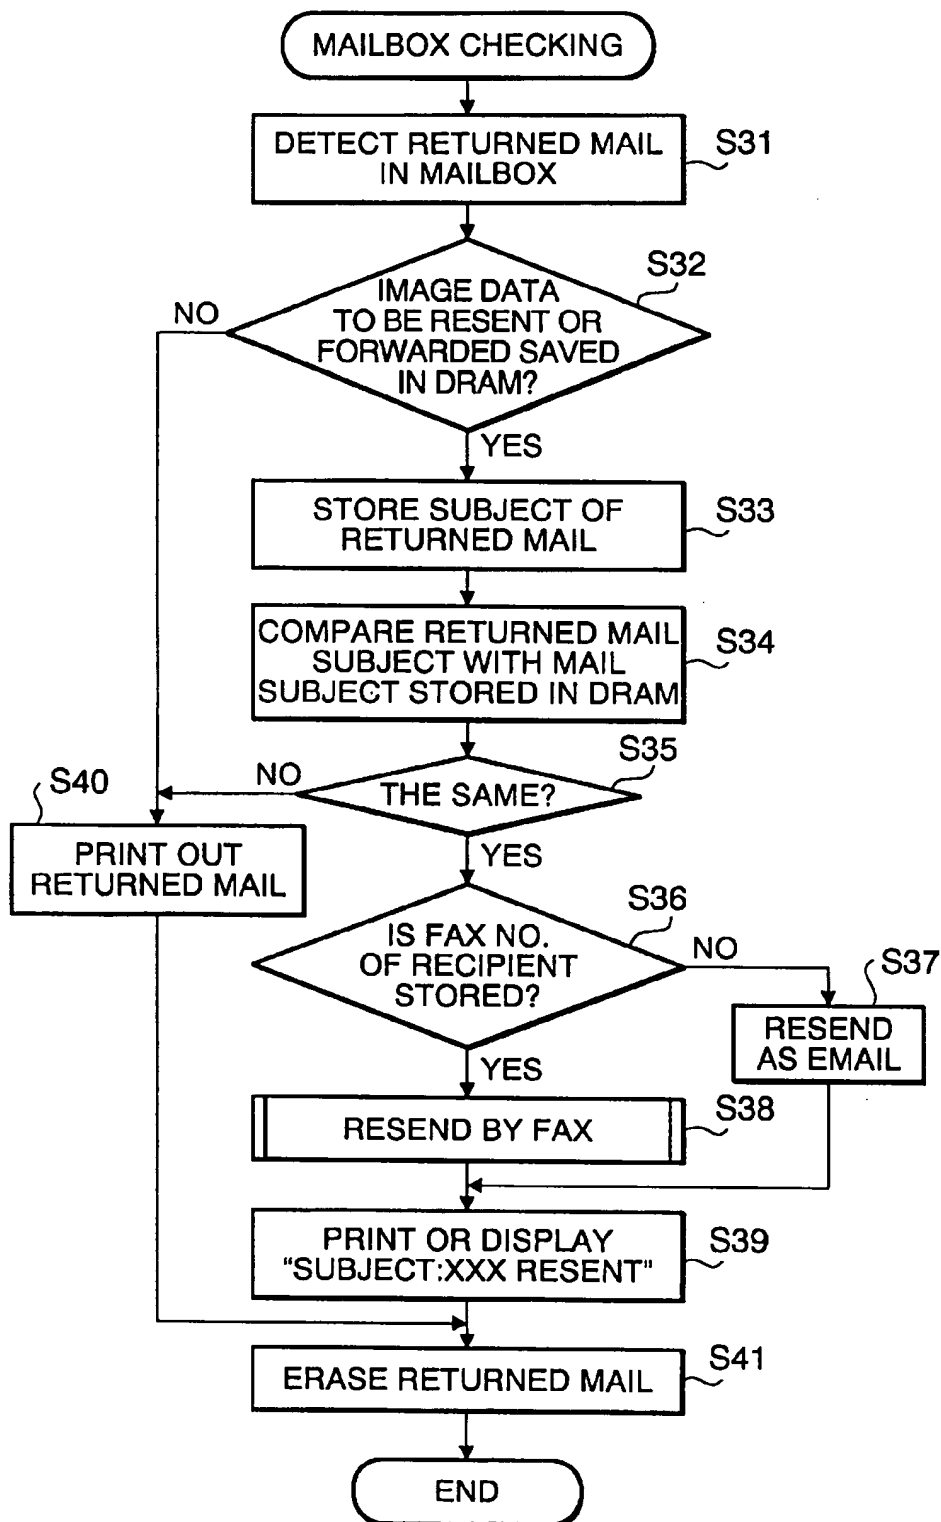 MAILBOX CHECKING
DETECT RETURNED MAIL
IN MAILBOX
S31
S32
IMAGE DATA
TO BE RESENT OR
FORWARDED SAVED
IN DRAM?
NO
YES
STORE SUBJECT OF
RETURNED MAIL
S33
COMPARE RETURNED MAIL
SUBJECT WITH MAIL
SUBJECT STORED IN DRAM
S34
S35
THE SAME?
NO
YES
S40
PRINT OUT
RETURNED MAIL
S36
IS FAX NO.
OF RECIPIENT
STORED?
NO
YES
S37
RESEND
AS EMAIL
RESEND BY FAX
S38
PRINT OR DISPLAY
“SUBJECT:XXX RESENT”
S39
ERASE RETURNED MAIL
S41
END